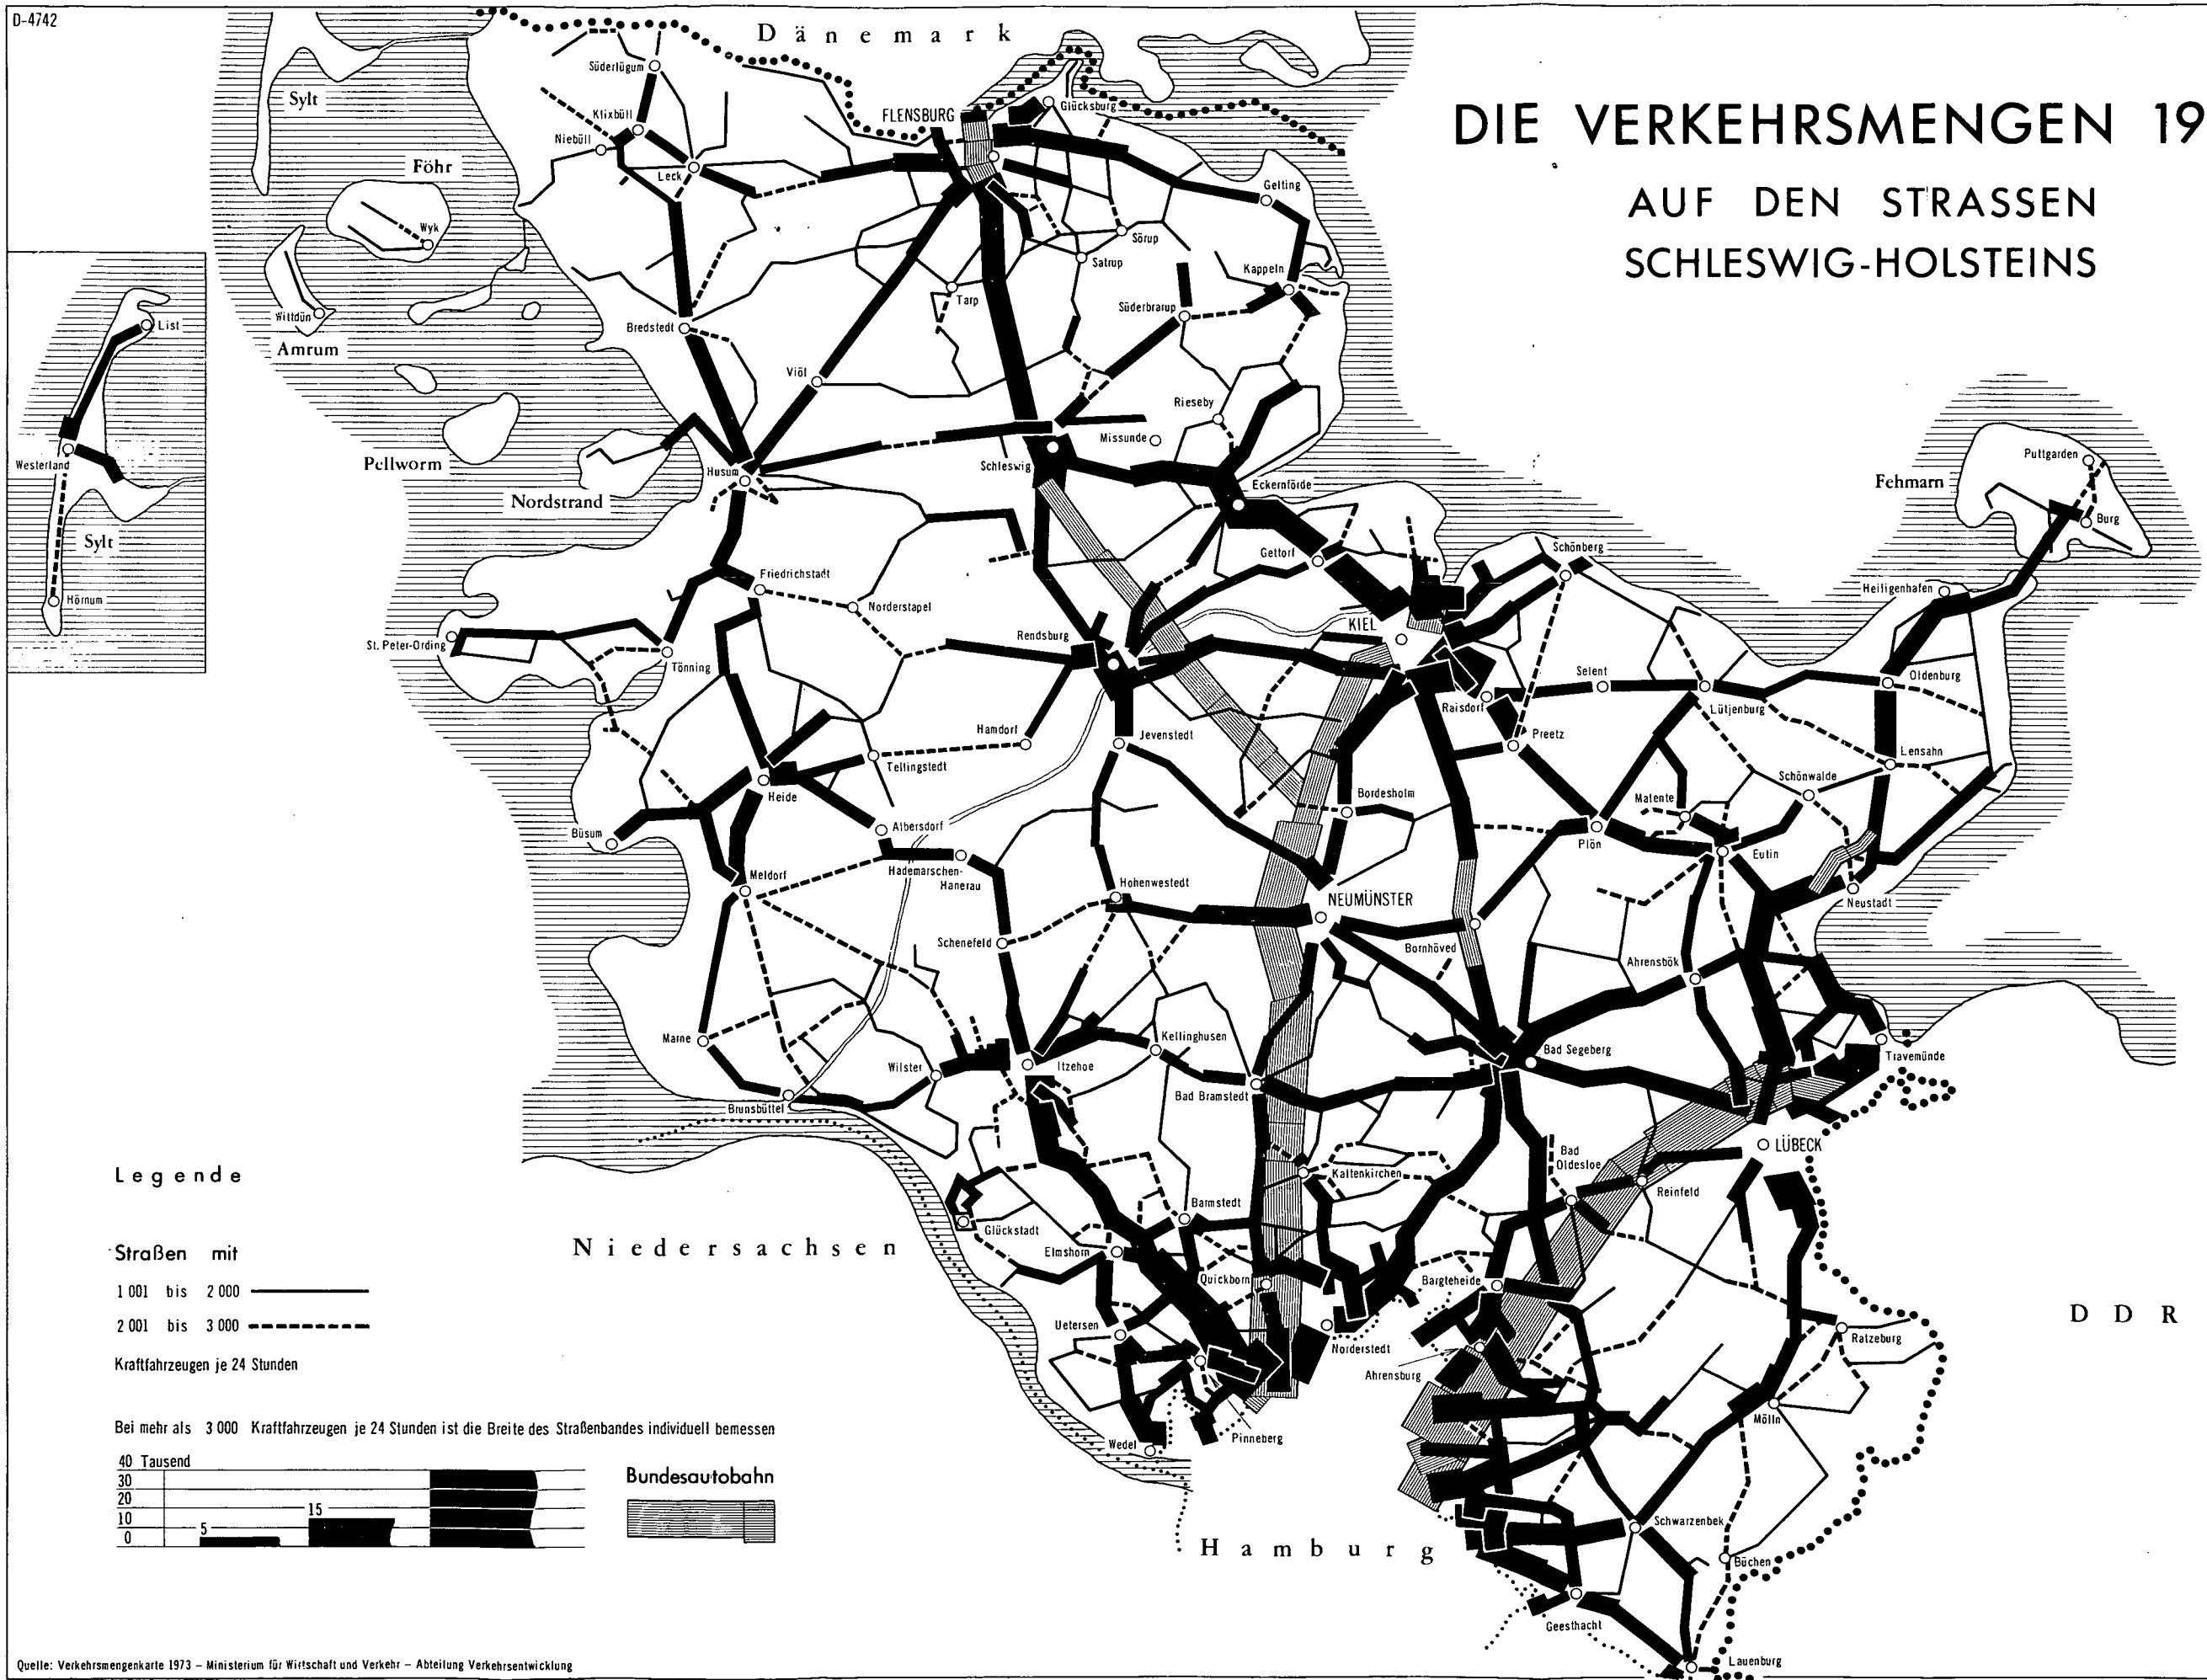 D-4742
Dänemark
DIE VERKEHRSMENGEN 19
AUF DEN STRASSEN
SCHLESWIG-HOLSTEINS
Sylt
Föhr
Wyk
Wittdün
Amrum
Pellworm
Nordstrand
List
Westerland
Sylt
Hörnum
Süderlügum
Klixbüll
Niebüll
Leck
FLENSBURG
Glücksburg
Gelting
Sörup
Satrup
Kappeln
Tarp
Süderbrarup
Bredstedt
Viöl
Rieseby
Missunde
Schleswig
Husum
Eckernförde
Fehmarn
Puttgarden
Burg
Gettorf
Schönberg
Heiligenhafen
Friedrichstadt
Norderstapel
Rendsburg
KIEL
St. Peter-Ording
Tönning
Selent
Oldenburg
Raisdorf
Lütjenburg
Hamdorf
Jevenstedt
Preetz
Tellingstedt
Lensahn
Schönwalde
Heide
Bordesholm
Malente
Büsum
Albersdorf
Plön
Eutin
Hademarschen-
Hanerau
Meldorf
Hohenwestedt
NEUMÜNSTER
Neustadt
Schenefeld
Bornhöved
Ahrensbök
Marne
Kellinghusen
Wilster
Itzehoe
Bad Segeberg
Travemünde
Brunsbüttel
Bad Bramstedt
LÜBECK
Bad
Oldesloe
Kaltenkirchen
Reinfeld
Barmstedt
Glückstadt
Elmshorn
Quickborn
Bargteheide
Niedersachsen
DDR
Uetersen
Norderstedt
Ratzeburg
Ahrensburg
Mölln
Wedel
Pinneberg
Schwarzenbek
Hamburg
Büchen
Geesthacht
Lauenburg
Legende
Straßen mit
1 001 bis 2 000
2 001 bis 3 000
Kraftfahrzeugen je 24 Stunden
Bei mehr als 3 000 Kraftfahrzeugen je 24 Stunden ist die Breite des Straßenbandes individuell bemessen
40 Tausend
30
20
10
0
5
15
Bundesautobahn
Quelle: Verkehrsmengenkarte 1973 – Ministerium für Wirtschaft und Verkehr – Abteilung Verkehrsentwicklung